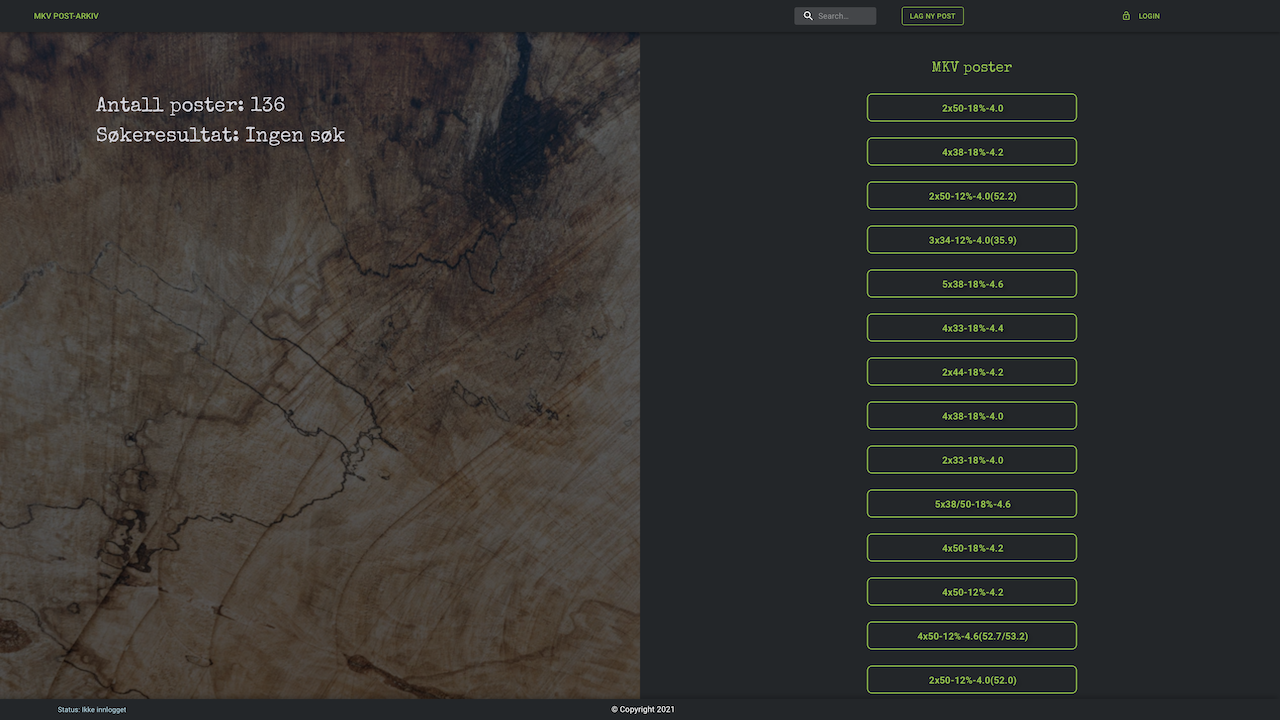 MKV POST-ARKIV
Search...
LAG NY POST
LOGIN
Antall poster: 136
Søkeresultat: Ingen søk
MKV poster
2x50-18%-4.0
4x38-18%-4.2
2x50-12%-4.0(52.2)
3x34-12%-4.0(35.9)
5x38-18%-4.6
4x33-18%-4.4
2x44-18%-4.2
4x38-18%-4.0
2x33-18%-4.0
5x38/50-18%-4.6
4x50-18%-4.2
4x50-12%-4.2
4x50-12%-4.6(52.7/53.2)
2x50-12%-4.0(52.0)
Status: Ikke innlogget
© Copyright 2021